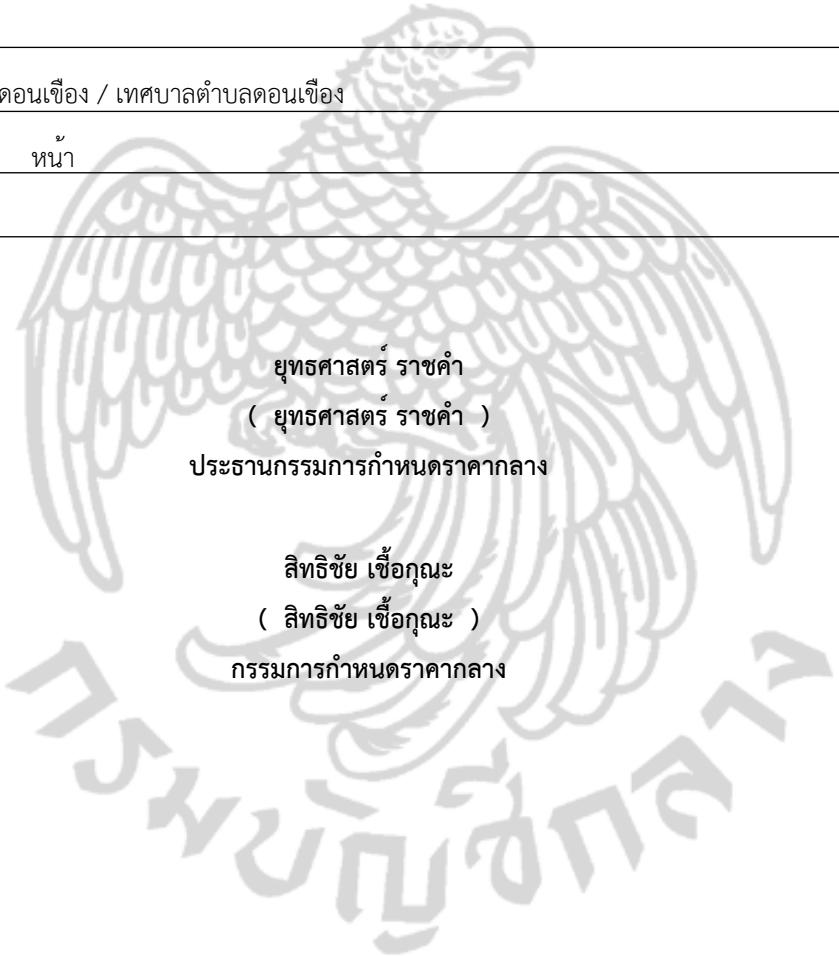 ดอนเขือง / เทศบาลตำบลดอนเขือง
หน้า
ยุทธศาสตร์ ราชคำ
( ยุทธศาสตร์ ราชคำ )
ประธานกรรมการกำหนดราคากลาง
สิทธิชัย เชื้อกุณะ
( สิทธิชัย เชื้อกุณะ )
กรรมการกำหนดราคากลาง
กรมบัญชีกลาง